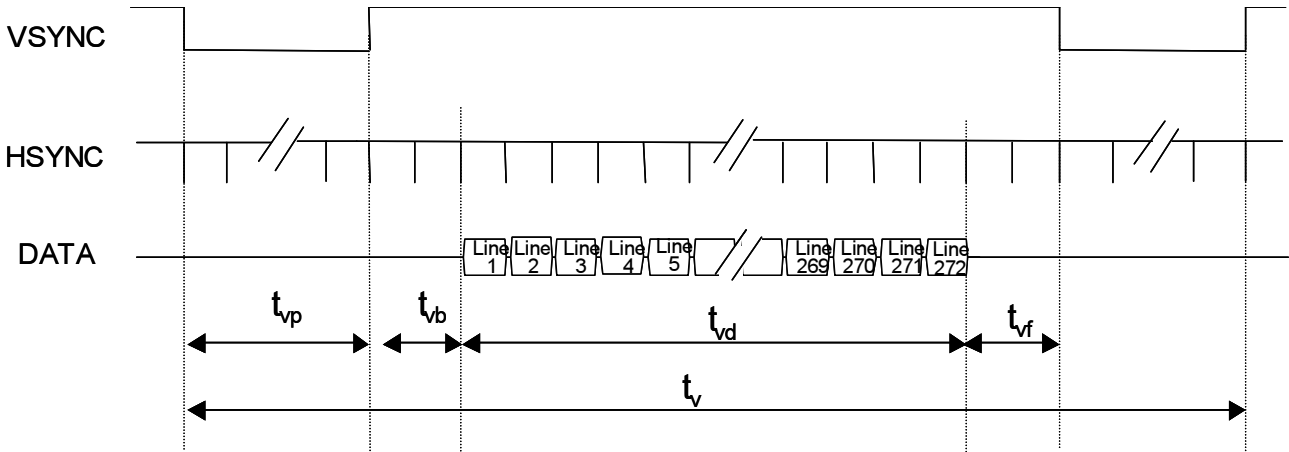 VSYNC
HSYNC
DATA
Line 1
Line 2
Line 3
Line 4
Line 5
Line 269
Line 270
Line 271
Line 272
tvp
tvb
tvd
tvf
tv